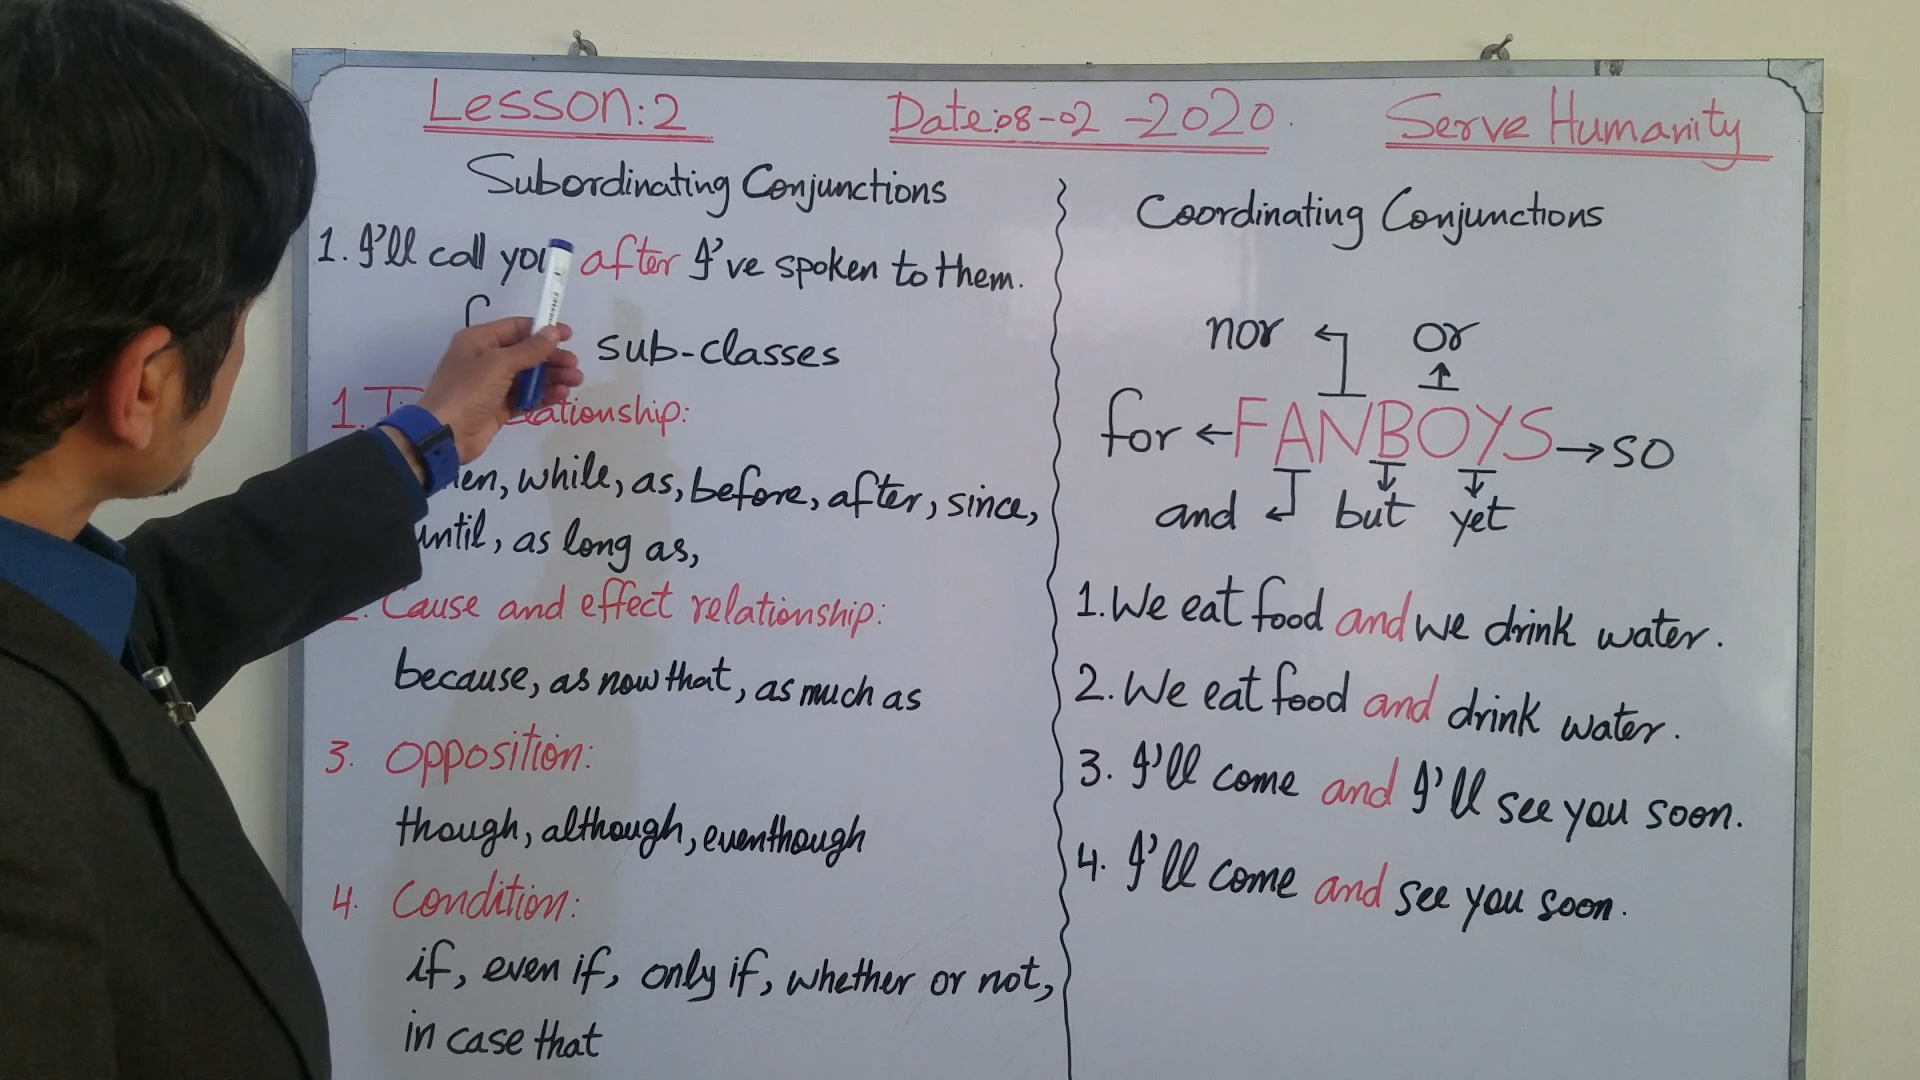 Lesson:2
Date:08-02-2020.
Serve Humanity
Subordinating Conjunctions
1. I'll call you after I've spoken to them.
sub-classes
1. relationship:
while, as, before, after, since,
until, as long as,
2. Cause and effect relationship:
because, as now that, as much as
3. Opposition:
though, although, eventhough
4. Condition:
if, even if, only if, whether or not,
in case that
Coordinating Conjunctions
nor or
for FANBOYS so
and but yet
1. We eat food and we drink water.
2. We eat food and drink water.
3. I'll come and I'll see you soon.
4. I'll come and see you soon.